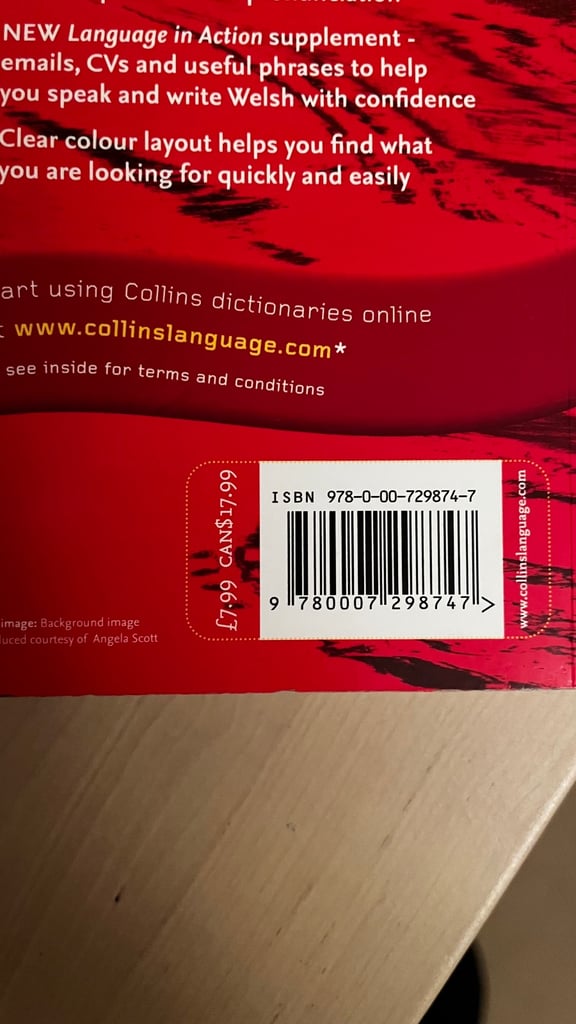 NEW Language in Action supplement -
emails, CVs and useful phrases to help
you speak and write Welsh with confidence
Clear colour layout helps you find what
you are looking for quickly and easily
art using Collins dictionaries online
www.collinslanguage.com*
see inside for terms and conditions
£7.99 CAN$17.99
ISBN 978-0-00-729874-7
9 780007 298747 >
www.collinslanguage.com
image: Background image
duced courtesy of Angela Scott